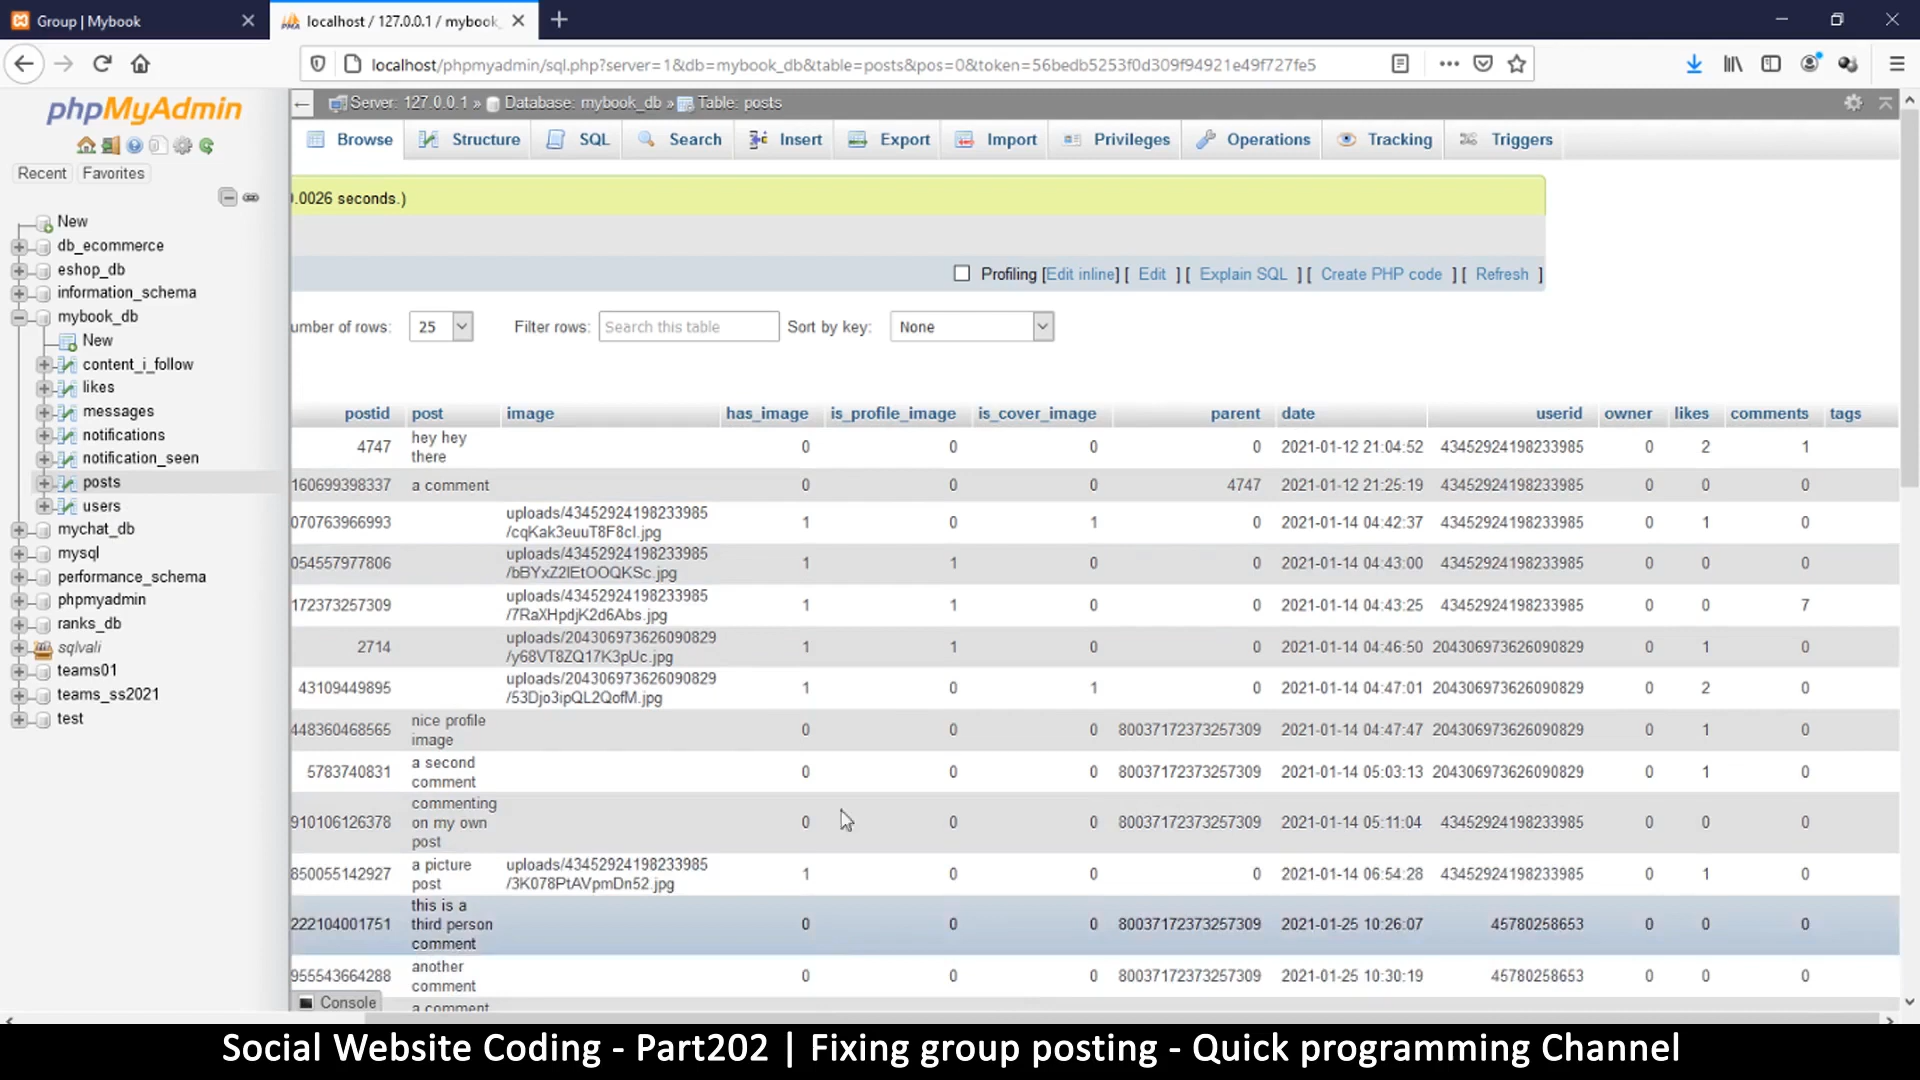 Group | Mybook
localhost / 127.0.0.1 / mybook_
localhost/phpmyadmin/sql.php?server=1&db=mybook_db&table=posts&pos=0&token=56bedb5253f0d309f94921e49f727fe5
phpMyAdmin
Recent Favorites
New
db_ecommerce
eshop_db
information_schema
mybook_db
New
content_i_follow
likes
messages
notifications
notification_seen
posts
users
mychat_db
mysql
performance_schema
phpmyadmin
ranks_db
sqlvali
teams01
teams_ss2021
test
Server: 127.0.0.1 » Database: mybook_db » Table: posts
Browse Structure SQL Search Insert Export Import Privileges Operations Tracking Triggers
.0026 seconds.)
Profiling [Edit inline] [ Edit ] [ Explain SQL ] [ Create PHP code ] [ Refresh ]
umber of rows: 25 Filter rows: Search this table Sort by key: None
postid post image has_image is_profile_image is_cover_image parent date userid owner likes comments tags
4747 hey hey there 0 0 0 0 2021-01-12 21:04:52 43452924198233985 0 2 1
160699398337 a comment 0 0 0 4747 2021-01-12 21:25:19 43452924198233985 0 0 0
070763966993 uploads/43452924198233985 /cqKak3euuT8F8cI.jpg 1 0 1 0 2021-01-14 04:42:37 43452924198233985 0 1 0
054557977806 uploads/43452924198233985 /bBYxZ2IEtOOQKSc.jpg 1 1 0 0 2021-01-14 04:43:00 43452924198233985 0 0 0
172373257309 uploads/43452924198233985 /7RaXHpdjK2d6Abs.jpg 1 1 0 0 2021-01-14 04:43:25 43452924198233985 0 0 7
2714 uploads/204306973626090829 /y68VT8ZQ17K3pUc.jpg 1 1 0 0 2021-01-14 04:46:50 204306973626090829 0 1 0
43109449895 uploads/204306973626090829 /53Djo3ipQL2QofM.jpg 1 0 1 0 2021-01-14 04:47:01 204306973626090829 0 2 0
448360468565 nice profile image 0 0 0 80037172373257309 2021-01-14 04:47:47 204306973626090829 0 1 0
5783740831 a second comment 0 0 0 80037172373257309 2021-01-14 05:03:13 204306973626090829 0 1 0
910106126378 commenting on my own post 0 0 0 80037172373257309 2021-01-14 05:11:04 43452924198233985 0 0 0
850055142927 a picture post uploads/43452924198233985 /3K078PtAVpmDn52.jpg 1 0 0 0 2021-01-14 06:54:28 43452924198233985 0 1 0
222104001751 this is a third person comment 0 0 0 80037172373257309 2021-01-25 10:26:07 45780258653 0 0 0
955543664288 another comment 0 0 0 80037172373257309 2021-01-25 10:30:19 45780258653 0 0 0
a comment
Console
Social Website Coding - Part202 | Fixing group posting - Quick programming Channel